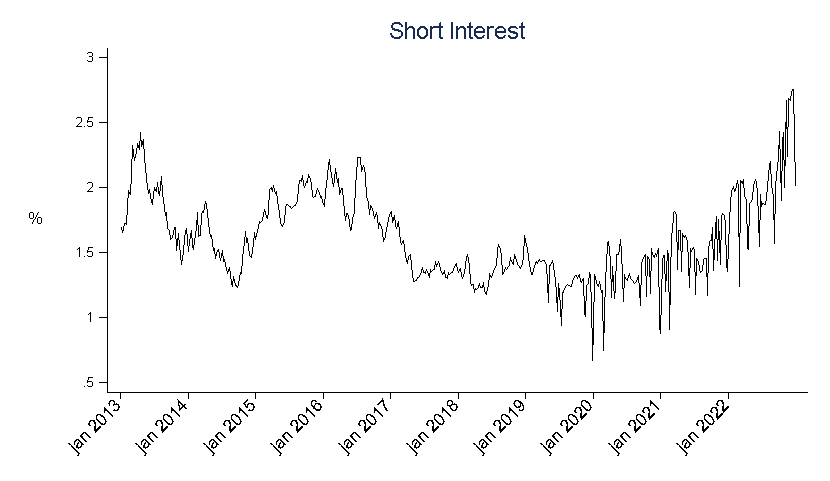 Short Interest
%
3
2.5
2
1.5
1
.5
Jan 2013
Jan 2014
Jan 2015
Jan 2016
Jan 2017
Jan 2018
Jan 2019
Jan 2020
Jan 2021
Jan 2022